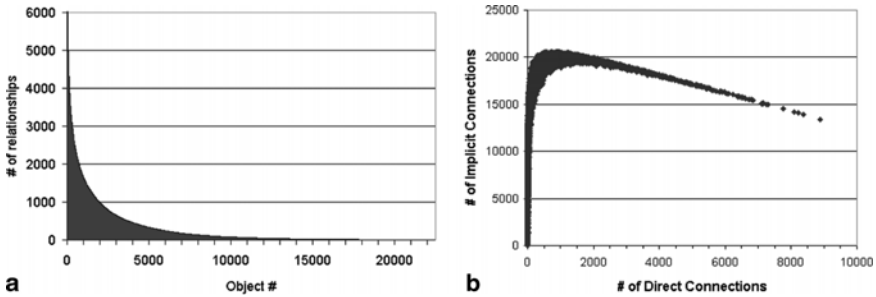 6000
5000
4000
3000
2000
1000
0
# of relationships
0 5000 10000 15000 20000
Object #
a
25000
20000
15000
10000
5000
0
# of Implicit Connections
0 2000 4000 6000 8000 10000
# of Direct Connections
b